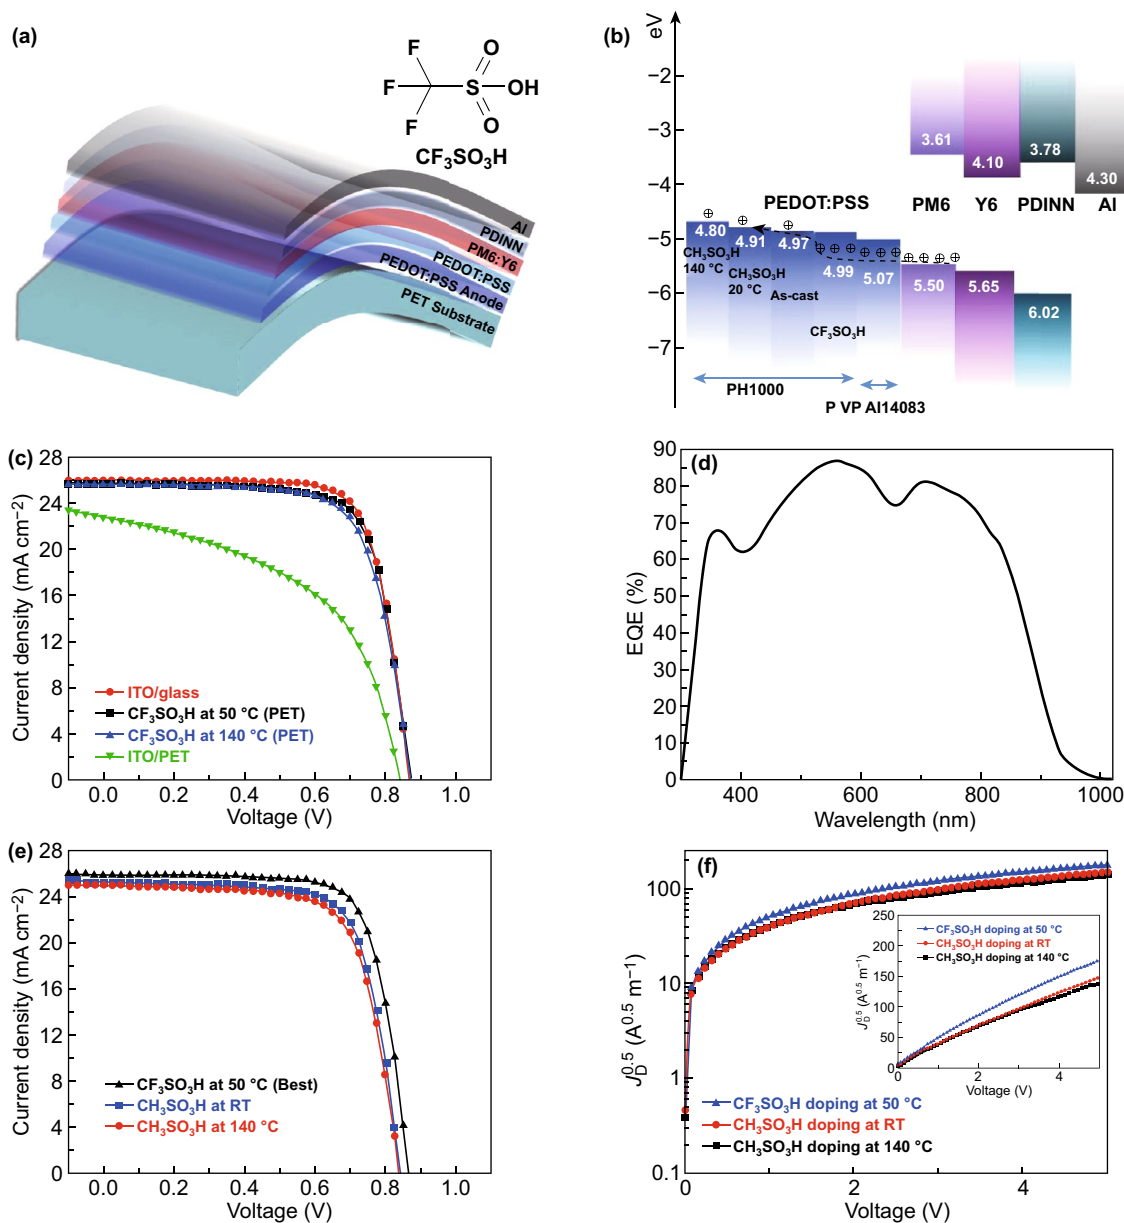 (a)
F
O
F
S
OH
F
O
CF₃SO₃H
Al
PDINN
PM6:Y6
PEDOT:PSS
PEDOT:PSS Anode
PET Substrate
(b)
eV
−2
−3
−4
−5
−6
−7
3.61
4.10
3.78
4.30
PM6
Y6
PDINN
Al
PEDOT:PSS
4.80
4.91
4.97
4.99
5.07
5.50
5.65
6.02
CH₃SO₃H
140 °C
CH₃SO₃H
20 °C
As-cast
CF₃SO₃H
PH1000
P VP AI14083
(c)
28
24
20
16
12
8
4
0
Current density (mA cm⁻²)
ITO/glass
CF₃SO₃H at 50 °C (PET)
CF₃SO₃H at 140 °C (PET)
ITO/PET
0.0 0.2 0.4 0.6 0.8 1.0
Voltage (V)
(d)
90
80
70
60
50
40
30
20
10
0
EQE (%)
400 600 800 1000
Wavelength (nm)
(e)
28
24
20
16
12
8
4
0
Current density (mA cm⁻²)
CF₃SO₃H at 50 °C (Best)
CH₃SO₃H at RT
CH₃SO₃H at 140 °C
0.0 0.2 0.4 0.6 0.8 1.0
Voltage (V)
(f)
100
10
1
0.1
J_D^0.5 (A^0.5 m⁻¹)
250
200
150
100
50
0
J_D^0.5 (A^0.5 m⁻¹)
CF₃SO₃H doping at 50 °C
CH₃SO₃H doping at RT
CH₃SO₃H doping at 140 °C
0 2 4
Voltage (V)
CF₃SO₃H doping at 50 °C
CH₃SO₃H doping at RT
CH₃SO₃H doping at 140 °C
0 2 4
Voltage (V)